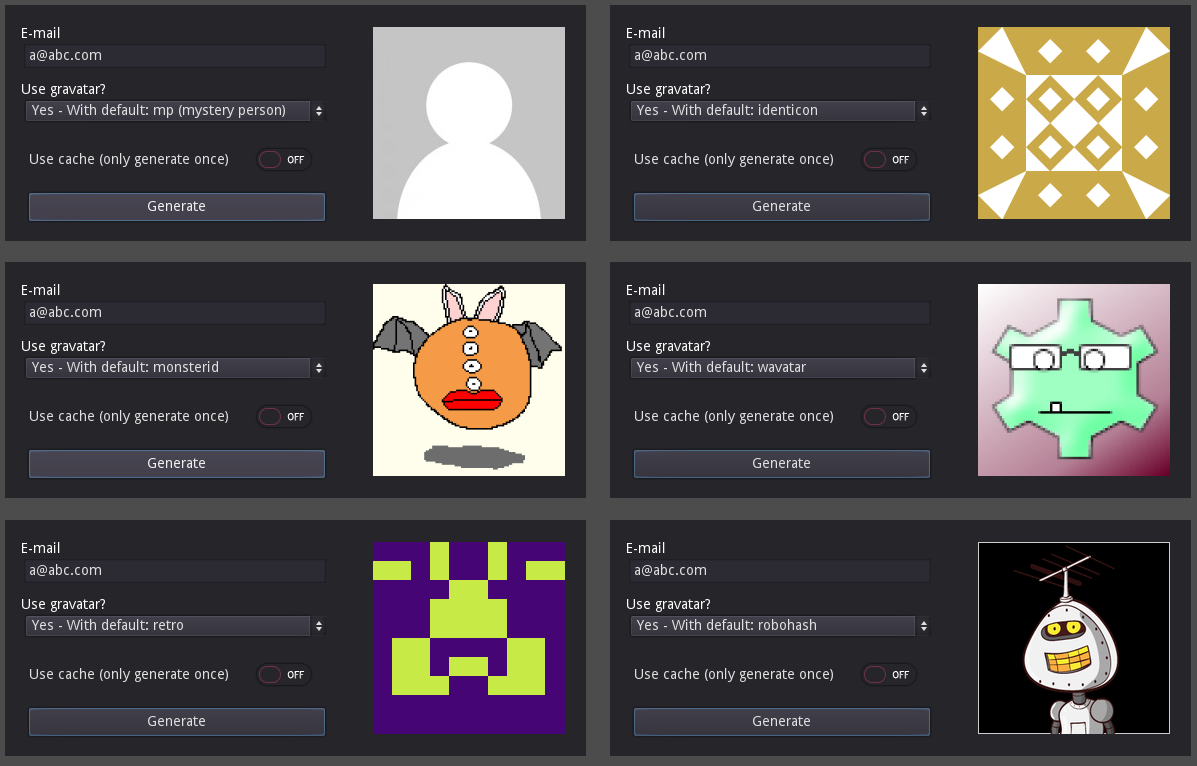 E-mail
a@abc.com
Use gravatar?
Yes - With default: mp (mystery person)
Use cache (only generate once)
OFF
Generate
E-mail
a@abc.com
Use gravatar?
Yes - With default: identicon
Use cache (only generate once)
OFF
Generate
E-mail
a@abc.com
Use gravatar?
Yes - With default: monsterid
Use cache (only generate once)
OFF
Generate
E-mail
a@abc.com
Use gravatar?
Yes - With default: wavatar
Use cache (only generate once)
OFF
Generate
E-mail
a@abc.com
Use gravatar?
Yes - With default: retro
Use cache (only generate once)
OFF
Generate
E-mail
a@abc.com
Use gravatar?
Yes - With default: robohash
Use cache (only generate once)
OFF
Generate